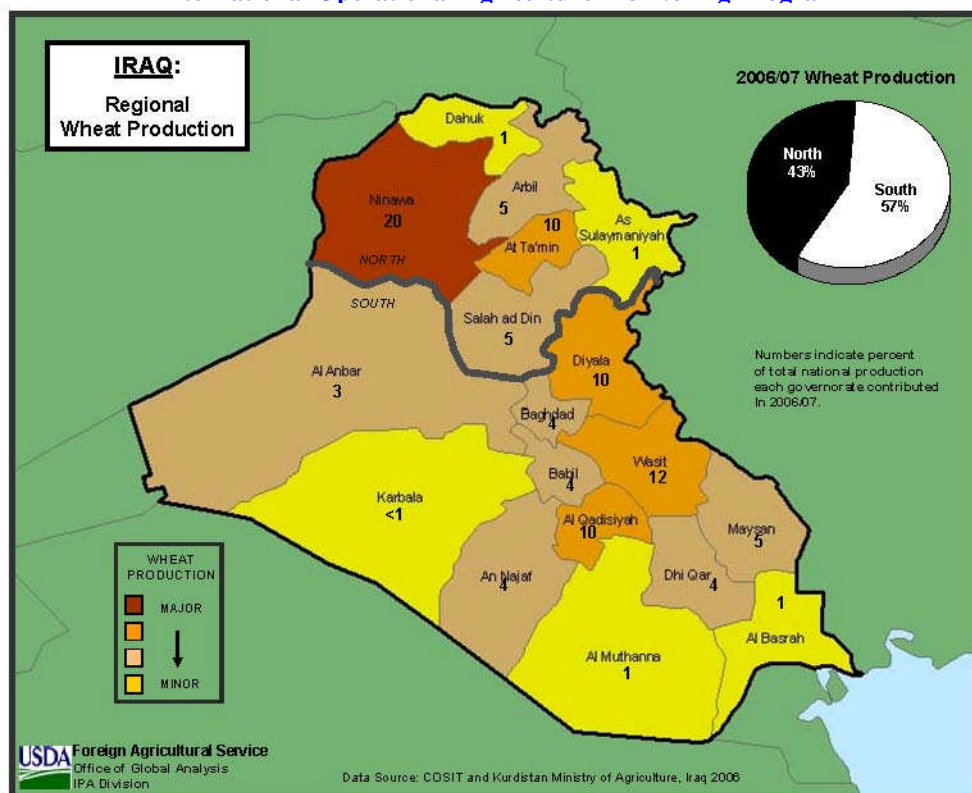 IRAQ:
Regional
Wheat Production
2006/07 Wheat Production
North
43%
South
57%
Numbers indicate percent
of total national production
each governorate contributed
In 2006/07.
Dahuk
1
Ninawa
20
Arbil
5
10
At Ta'min
As
Sulaymaniyah
1
NORTH
SOUTH
Salah ad Din
5
Al Anbar
3
Diyala
10
Baghdad
4
Wasit
12
Babil
4
Karbala
<1
Al Qadisiyah
10
Maysan
5
An Najaf
4
Dhi Qar
4
1
Al Basrah
Al Muthanna
1
WHEAT
PRODUCTION
MAJOR
MINOR
USDA
Foreign Agricultural Service
Office of Global Analysis
IPA Division
Data Source: COSIT and Kurdistan Ministry of Agriculture, Iraq 2006